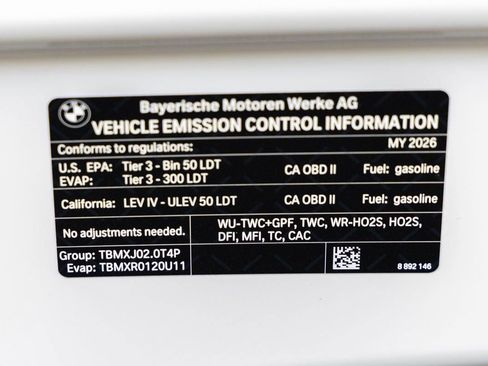 BMW
Bayerische Motoren Werke AG
VEHICLE EMISSION CONTROL INFORMATION
Conforms to regulations: MY 2026
U.S. EPA: Tier 3 - Bin 50 LDT CA OBD II Fuel: gasoline
EVAP: Tier 3 - 300 LDT
California: LEV IV - ULEV 50 LDT CA OBD II Fuel: gasoline
No adjustments needed. WU-TWC+GPF, TWC, WR-HO2S, HO2S,
DFI, MFI, TC, CAC
Group: TBMXJ02.0T4P
Evap: TBMXR0120U11
8 892 146